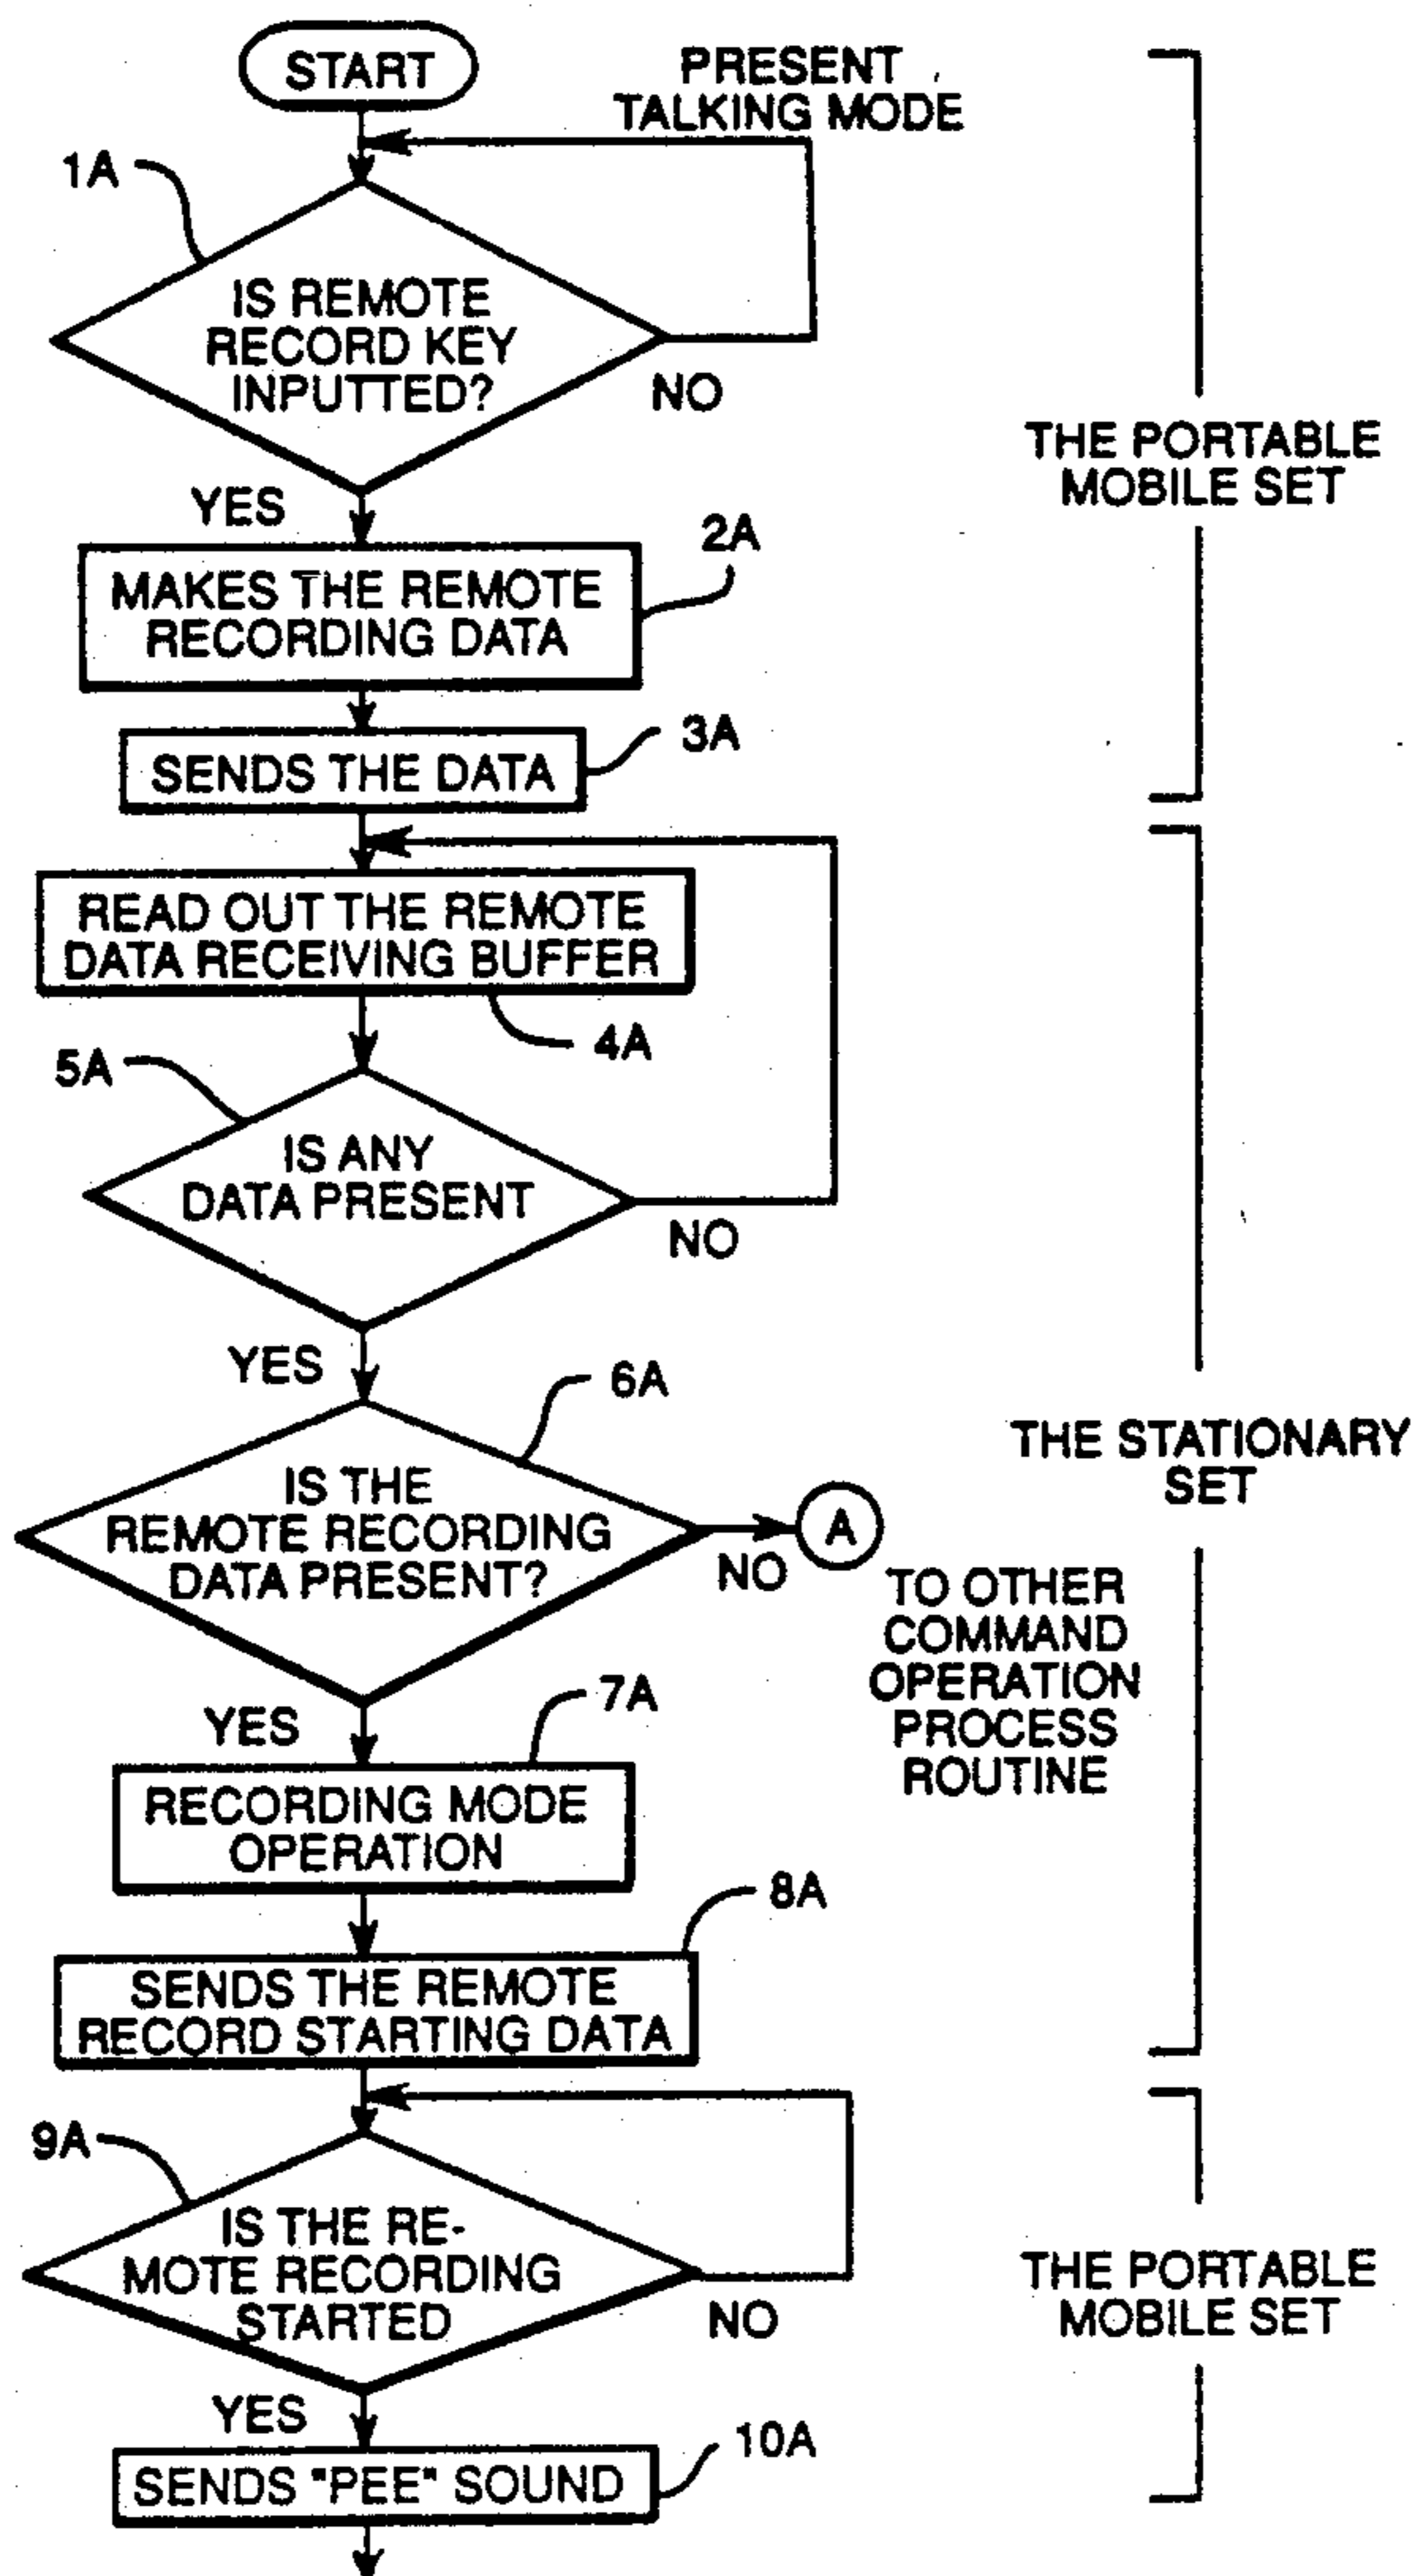 START
PRESENT
TALKING MODE
1A
IS REMOTE
RECORD KEY
INPUTTED?
NO
THE PORTABLE
MOBILE SET
YES
2A
MAKES THE REMOTE
RECORDING DATA
3A
SENDS THE DATA
READ OUT THE REMOTE
DATA RECEIVING BUFFER
4A
5A
IS ANY
DATA PRESENT
NO
YES
6A
THE STATIONARY
SET
IS THE
REMOTE RECORDING
DATA PRESENT?
NO
A
TO OTHER
COMMAND
OPERATION
PROCESS
ROUTINE
YES
7A
RECORDING MODE
OPERATION
8A
SENDS THE REMOTE
RECORD STARTING DATA
9A
IS THE RE-
MOTE RECORDING
STARTED
NO
THE PORTABLE
MOBILE SET
YES
10A
SENDS "PEE" SOUND